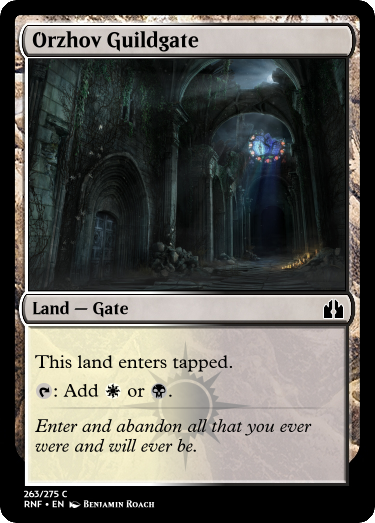 Orzhov Guildgate
Land — Gate
This land enters tapped.
: Add or .
Enter and abandon all that you ever
were and will ever be.
263/275 C
RNF • EN Benjamin Roach